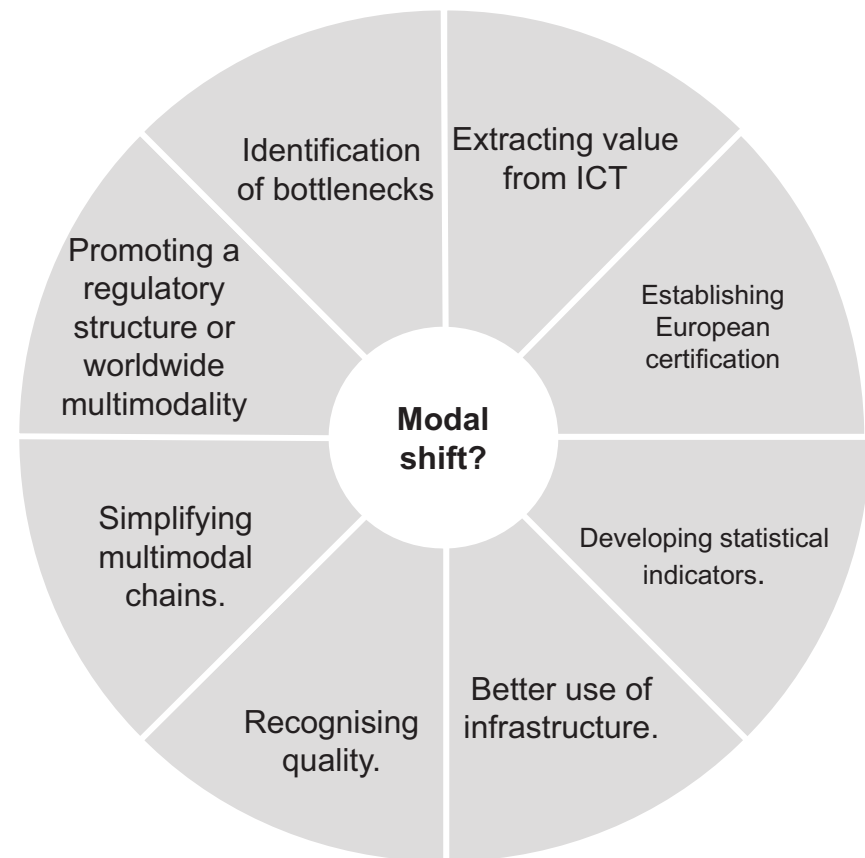 Identification
of bottlenecks
Extracting value
from ICT
Establishing
European
certification
Developing statistical
indicators.
Better use of
infrastructure.
Recognising
quality.
Simplifying
multimodal
chains.
Promoting a
regulatory
structure or
worldwide
multimodality
Modal
shift?